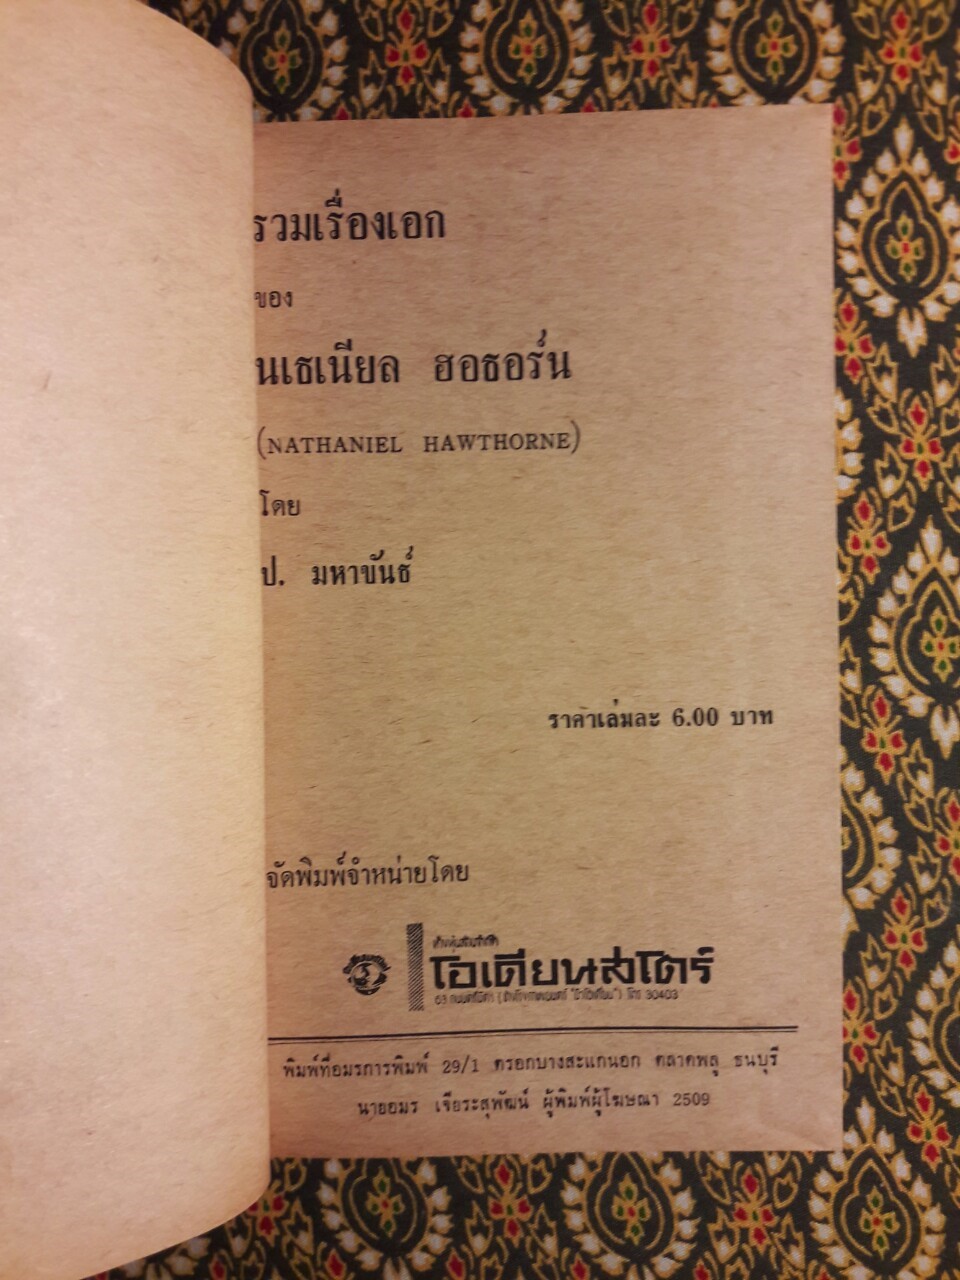 รวมเรื่องเอก
ของ
นเธเนียล ฮอธอร์น
(NATHANIEL HAWTHORNE)
โดย
ป. มหาขันธ์
ราคาเล่มละ 6.00 บาท
จัดพิมพ์จำหน่ายโดย
โอเดียนสโตร์
โทร 30403
พิมพ์ที่อมรการพิมพ์ 29/1 ตรอกบางสะแกนอก ตลาดพลู ธนบุรี
นายอมร เจียระสุพัฒน์ ผู้พิมพ์ผู้โฆษณา 2509